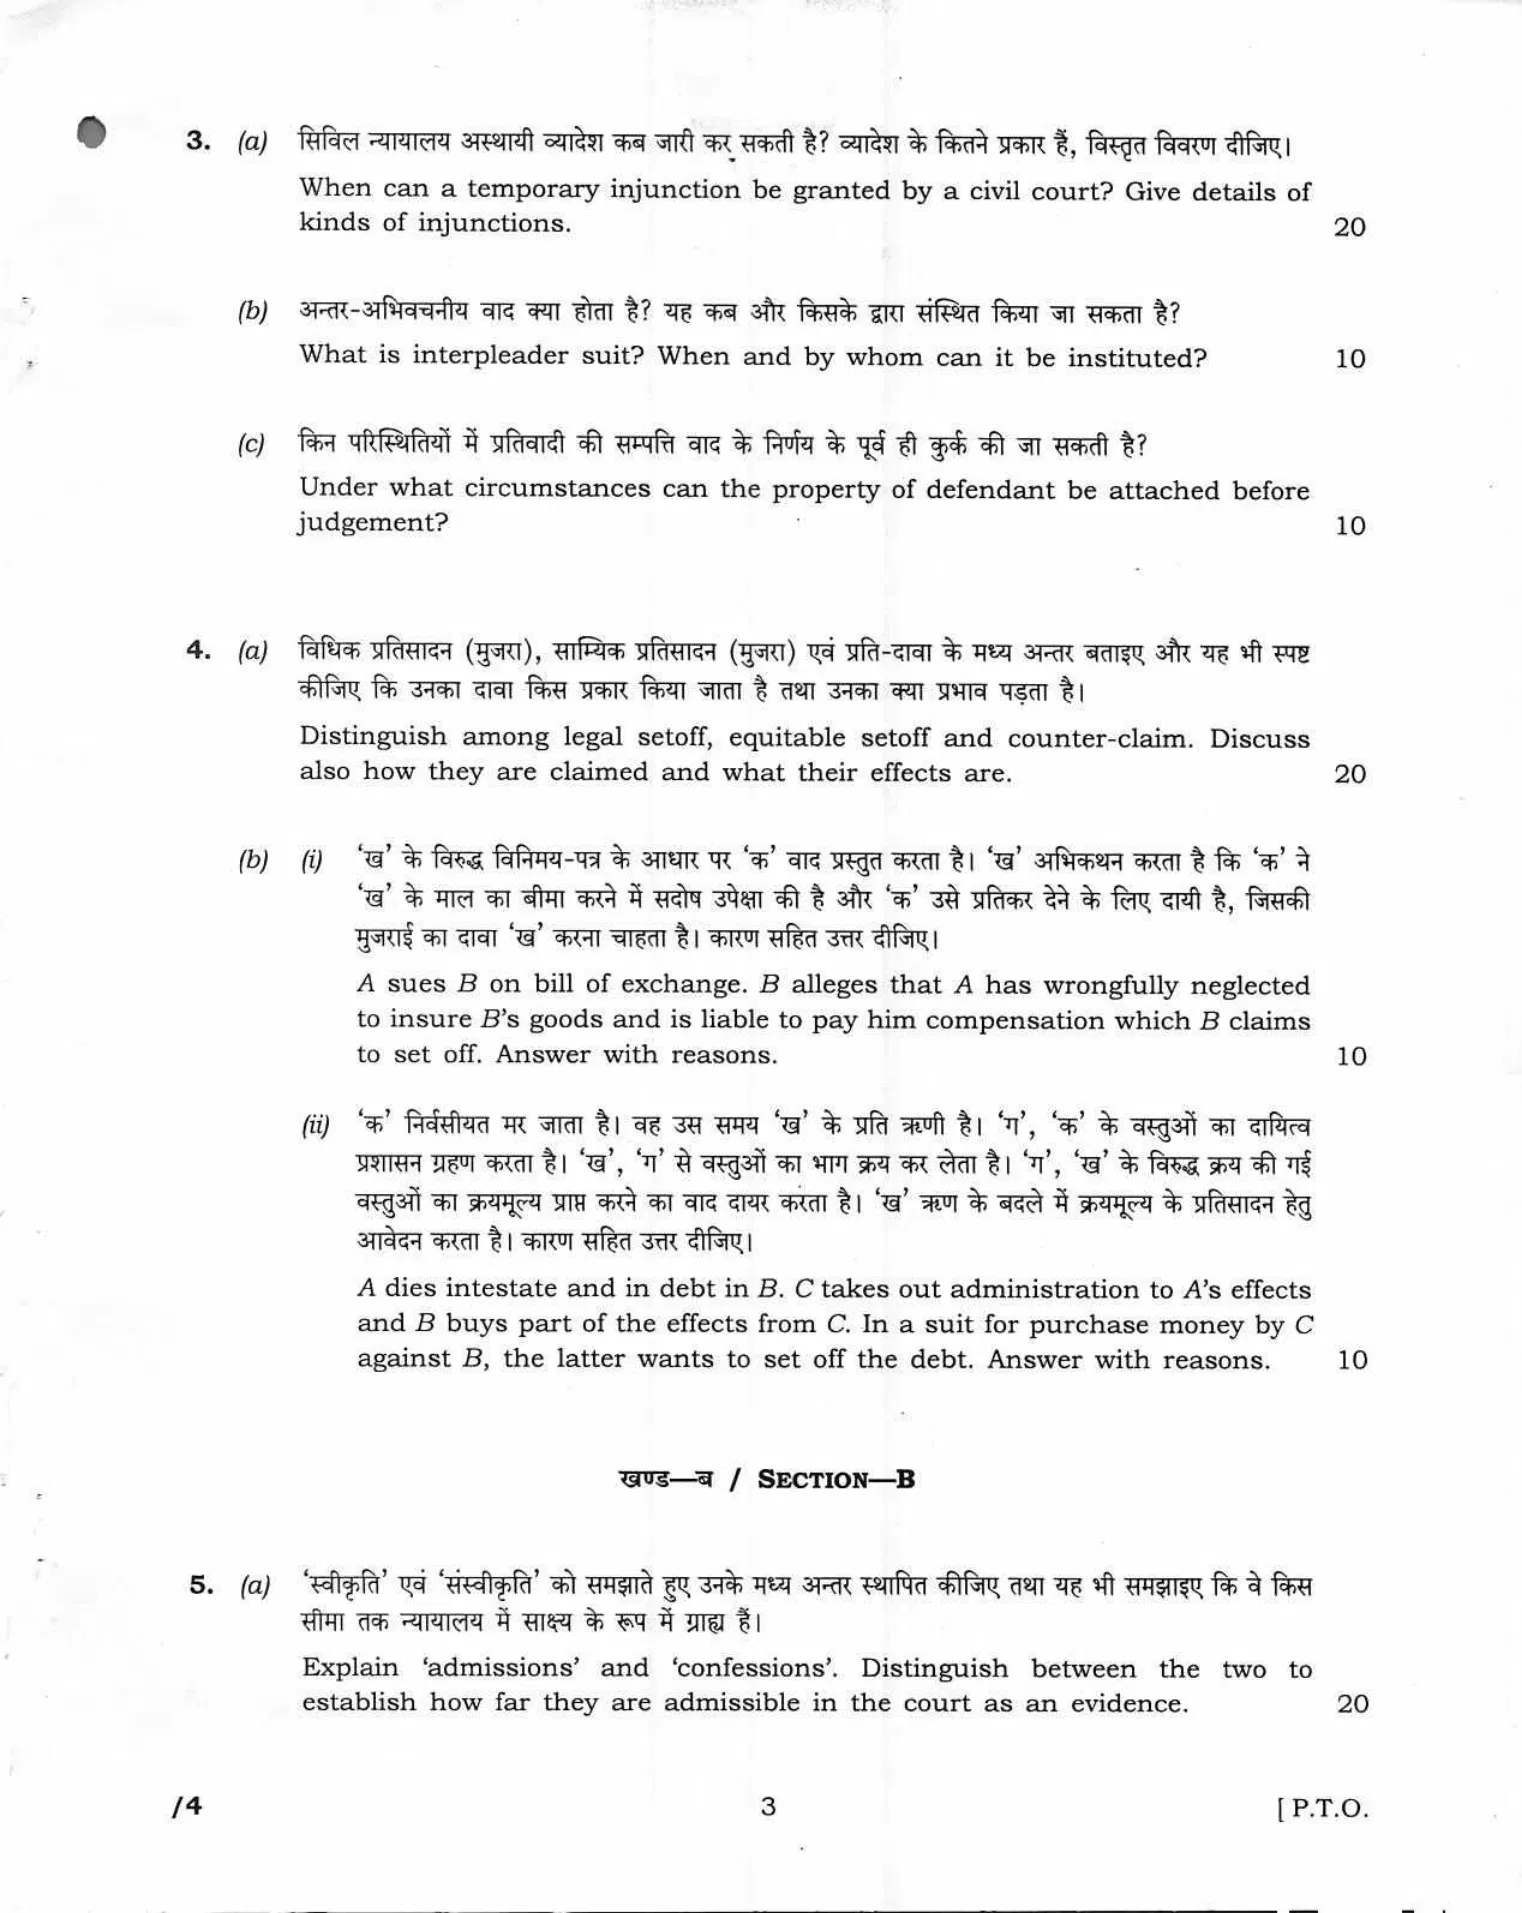 3. (a) सिविल न्यायालय अस्थायी व्यादेश कब जारी कर सकती है? व्यादेश के कितने प्रकार हैं, विस्तृत विवरण दीजिए।
When can a temporary injunction be granted by a civil court? Give details of
kinds of injunctions. 20
(b) अन्तर-अभिवचनीय वाद क्या होता है? यह कब और किसके द्वारा संस्थित किया जा सकता है?
What is interpleader suit? When and by whom can it be instituted? 10
(c) किन परिस्थितियों में प्रतिवादी की सम्पत्ति वाद के निर्णय के पूर्व ही कुर्क की जा सकती है?
Under what circumstances can the property of defendant be attached before
judgement? 10
4. (a) विधिक प्रतिसादन (मुजरा), साम्यिक प्रतिसादन (मुजरा) एवं प्रति-दावा के मध्य अन्तर बताइए और यह भी स्पष्ट
कीजिए कि उनका दावा किस प्रकार किया जाता है तथा उनका क्या प्रभाव पड़ता है।
Distinguish among legal setoff, equitable setoff and counter-claim. Discuss
also how they are claimed and what their effects are. 20
(b) (i) ‘ख’ के विरुद्ध विनिमय-पत्र के आधार पर ‘क’ वाद प्रस्तुत करता है। ‘ख’ अभिकथन करता है कि ‘क’ ने
‘ख’ के माल का बीमा करने में सदोष उपेक्षा की है और ‘क’ उसे प्रतिकर देने के लिए दायी है, जिसकी
मुजराई का दावा ‘ख’ करना चाहता है। कारण सहित उत्तर दीजिए।
A sues B on bill of exchange. B alleges that A has wrongfully neglected
to insure B’s goods and is liable to pay him compensation which B claims
to set off. Answer with reasons. 10
(ii) ‘क’ निर्वसीयत मर जाता है। वह उस समय ‘ख’ के प्रति ऋणी है। ‘ग’, ‘क’ के वस्तुओं का दायित्व
प्रशासन ग्रहण करता है। ‘ख’, ‘ग’ से वस्तुओं का भाग क्रय कर लेता है। ‘ग’, ‘ख’ के विरुद्ध क्रय की गई
वस्तुओं का क्रयमूल्य प्राप्त करने का वाद दायर करता है। ‘ख’ ऋण के बदले में क्रयमूल्य के प्रतिसादन हेतु
आवेदन करता है। कारण सहित उत्तर दीजिए।
A dies intestate and in debt in B. C takes out administration to A’s effects
and B buys part of the effects from C. In a suit for purchase money by C
against B, the latter wants to set off the debt. Answer with reasons. 10
खण्ड—ब / SECTION—B
5. (a) ‘स्वीकृति’ एवं ‘संस्वीकृति’ को समझाते हुए उनके मध्य अन्तर स्थापित कीजिए तथा यह भी समझाइए कि वे किस
सीमा तक न्यायालय में साक्ष्य के रूप में ग्राह्य हैं।
Explain ‘admissions’ and ‘confessions’. Distinguish between the two to
establish how far they are admissible in the court as an evidence. 20
/4 3 [ P.T.O.